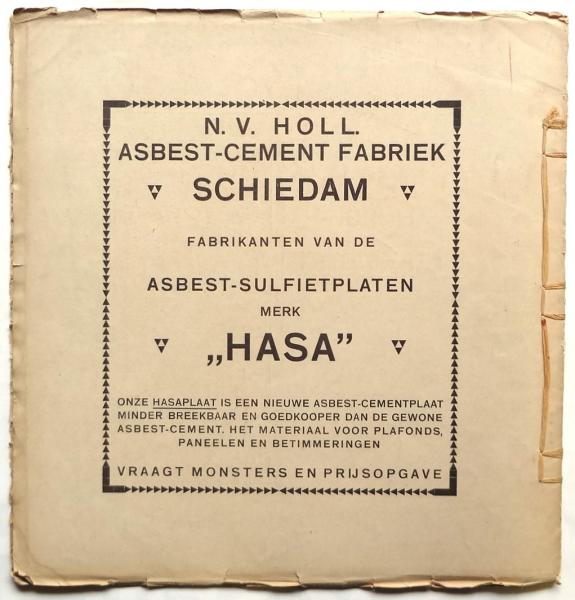 N. V. HOLL.
ASBEST-CEMENT FABRIEK
SCHIEDAM
FABRIKANTEN VAN DE
ASBEST-SULFIETPLATEN
MERK
„HASA”
ONZE HASAPLAAT IS EEN NIEUWE ASBEST-CEMENTPLAAT
MINDER BREEKBAAR EN GOEDKOOPER DAN DE GEWONE
ASBEST-CEMENT. HET MATERIAAL VOOR PLAFONDS,
PANEELEN EN BETIMMERINGEN
VRAAGT MONSTERS EN PRIJSOPGAVE